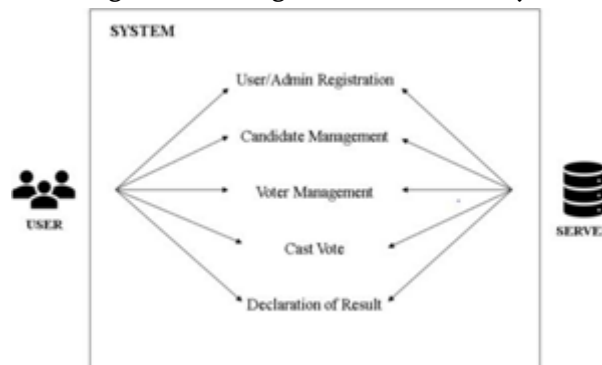 SYSTEM
User/Admin Registration
Candidate Management
Voter Management
USER
SERVE
Cast Vote
Declaration of Result